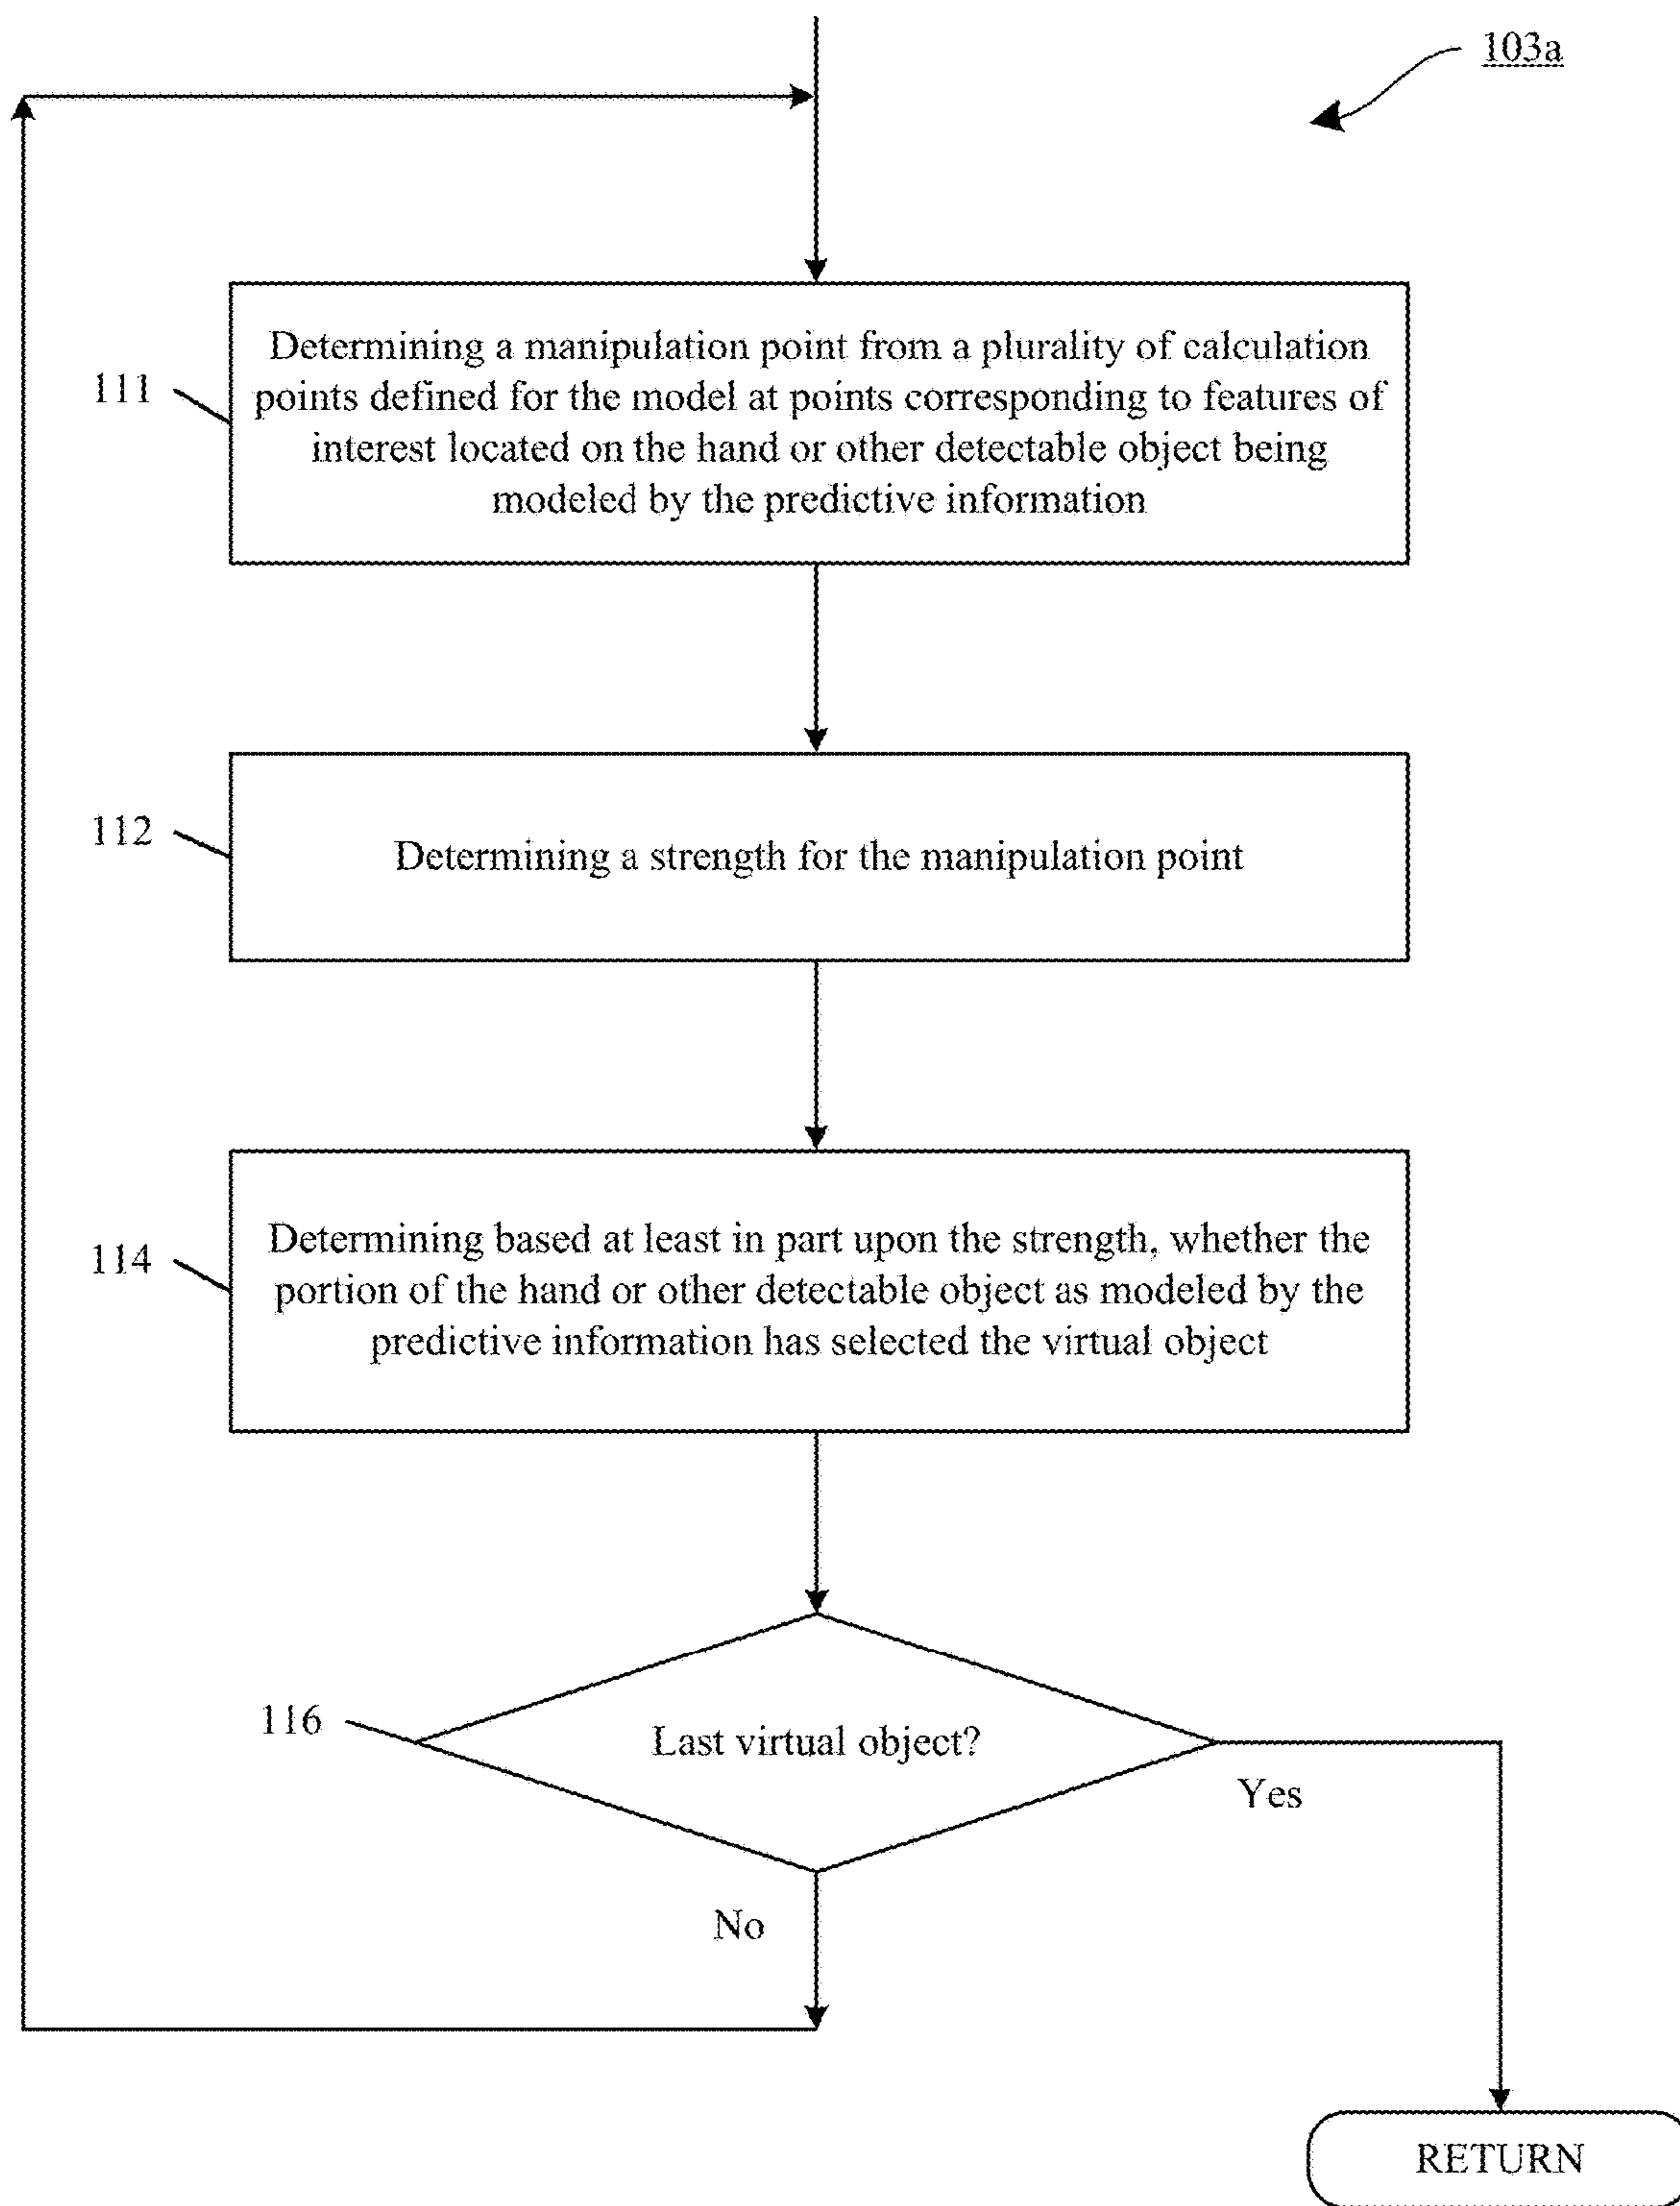 103a
111
Determining a manipulation point from a plurality of calculation
points defined for the model at points corresponding to features of
interest located on the hand or other detectable object being
modeled by the predictive information
112
Determining a strength for the manipulation point
114
Determining based at least in part upon the strength, whether the
portion of the hand or other detectable object as modeled by the
predictive information has selected the virtual object
116
Last virtual object?
Yes
No
RETURN